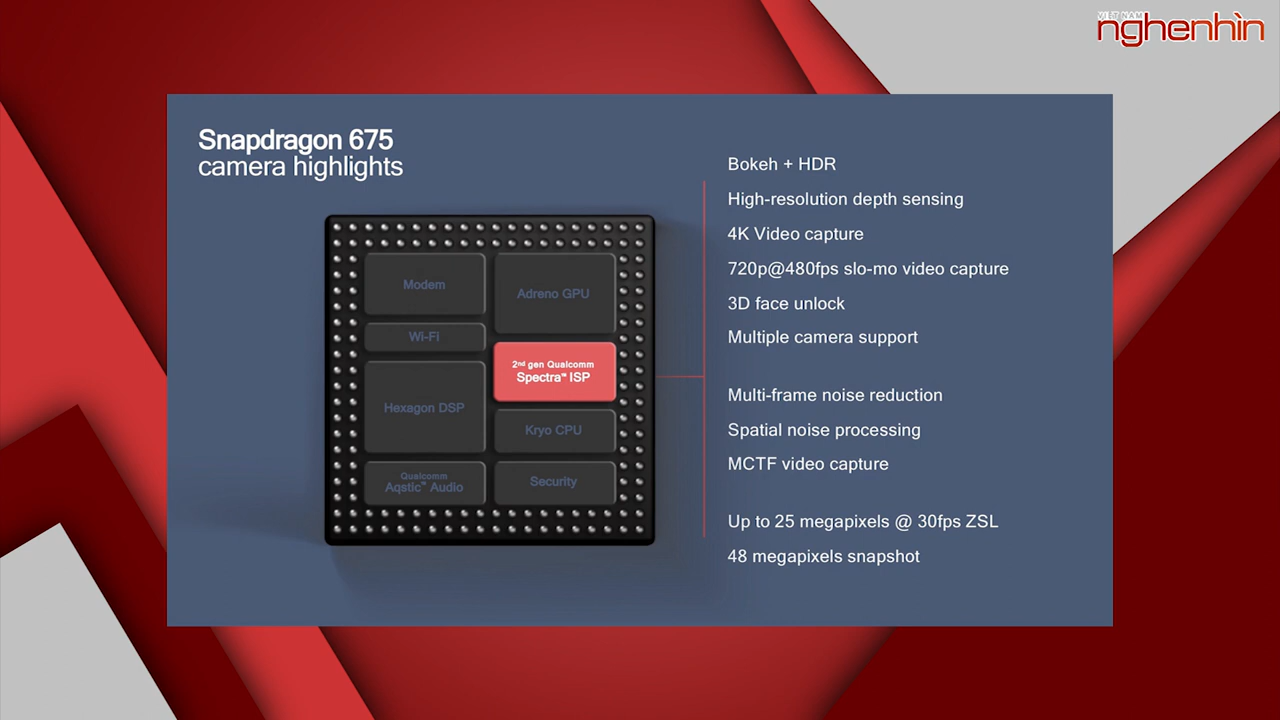 VIET NAM
nghenhìn
Snapdragon 675
camera highlights
Modem
Wi-Fi
Hexagon DSP
Qualcomm
Aqstic™ Audio
Adreno GPU
2nd gen Qualcomm
Spectra™ ISP
Kryo CPU
Security
Bokeh + HDR
High-resolution depth sensing
4K Video capture
720p@480fps slo-mo video capture
3D face unlock
Multiple camera support
Multi-frame noise reduction
Spatial noise processing
MCTF video capture
Up to 25 megapixels @ 30fps ZSL
48 megapixels snapshot